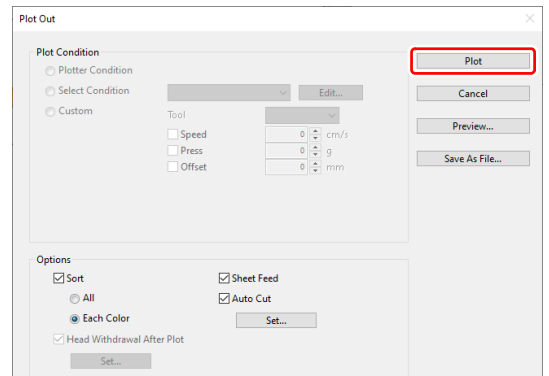 Plot Out
Plot Condition
Plotter Condition
Select Condition
Edit...
Custom
Tool
Speed
0
cm/s
Press
0
g
Offset
0
mm
Plot
Cancel
Preview...
Save As File...
Options
Sort
Sheet Feed
All
Auto Cut
Each Color
Set...
Head Withdrawal After Plot
Set...